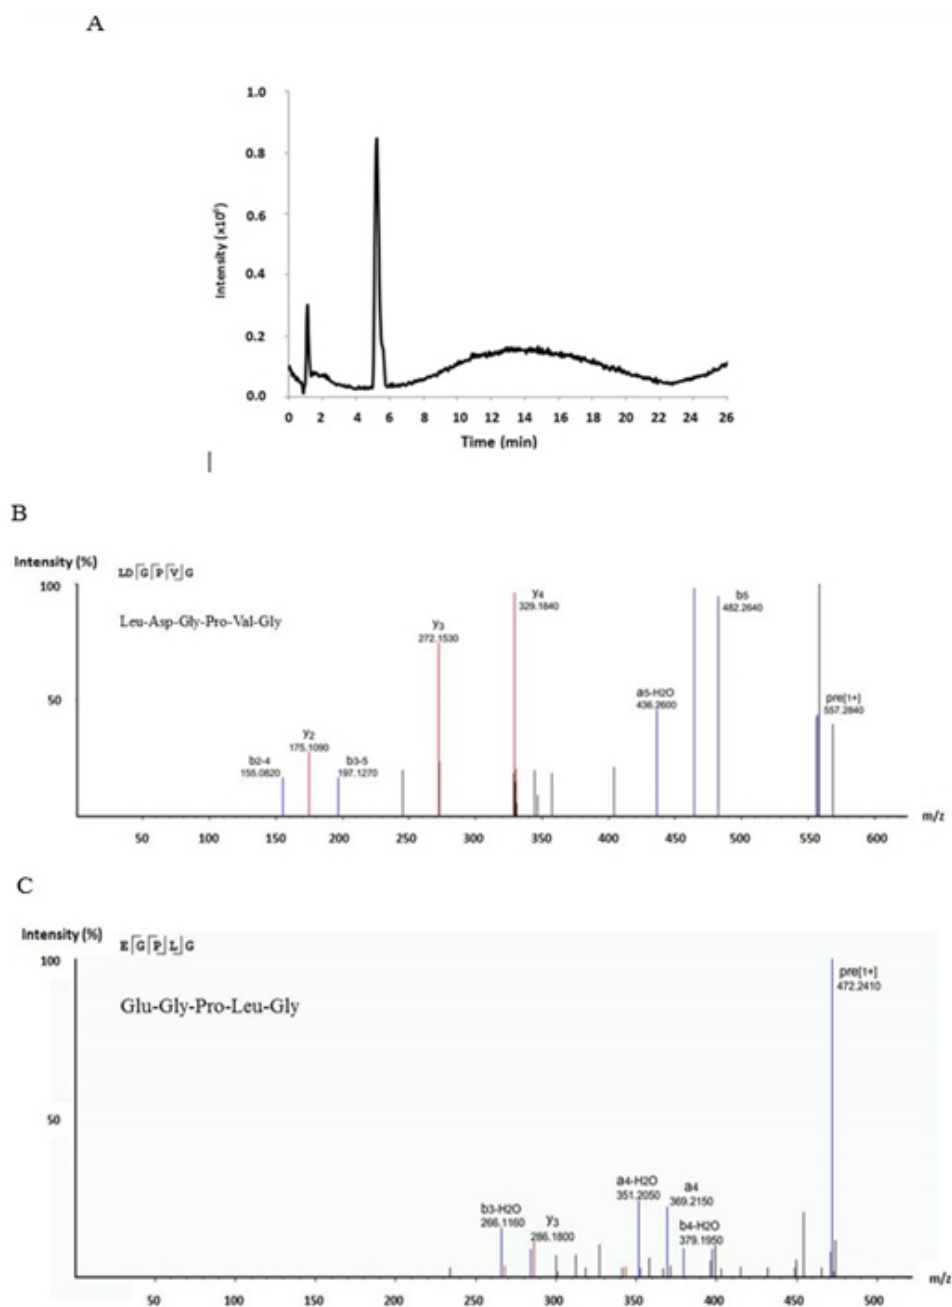 A
Intensity (x10⁶)
1.0
0.8
0.6
0.4
0.2
0.0
0 2 4 6 8 10 12 14 16 18 20 22 24 26
Time (min)
B
Intensity (%)
LDGPVG
Leu-Asp-Gly-Pro-Val-Gly
100
50
b2-4
155.0820
y2
175.1090
b3-5
197.1270
y3
272.1530
y4
329.1840
a5-H2O
436.2600
b5
482.2640
pre[1+]
557.2840
m/z
50 100 150 200 250 300 350 400 450 500 550 600
C
Intensity (%)
EGPLG
Glu-Gly-Pro-Leu-Gly
100
50
b3-H2O
266.1160
y3
286.1800
a4-H2O
351.2050
a4
369.2150
b4-H2O
379.1950
pre[1+]
472.2410
m/z
50 100 150 200 250 300 350 400 450 500